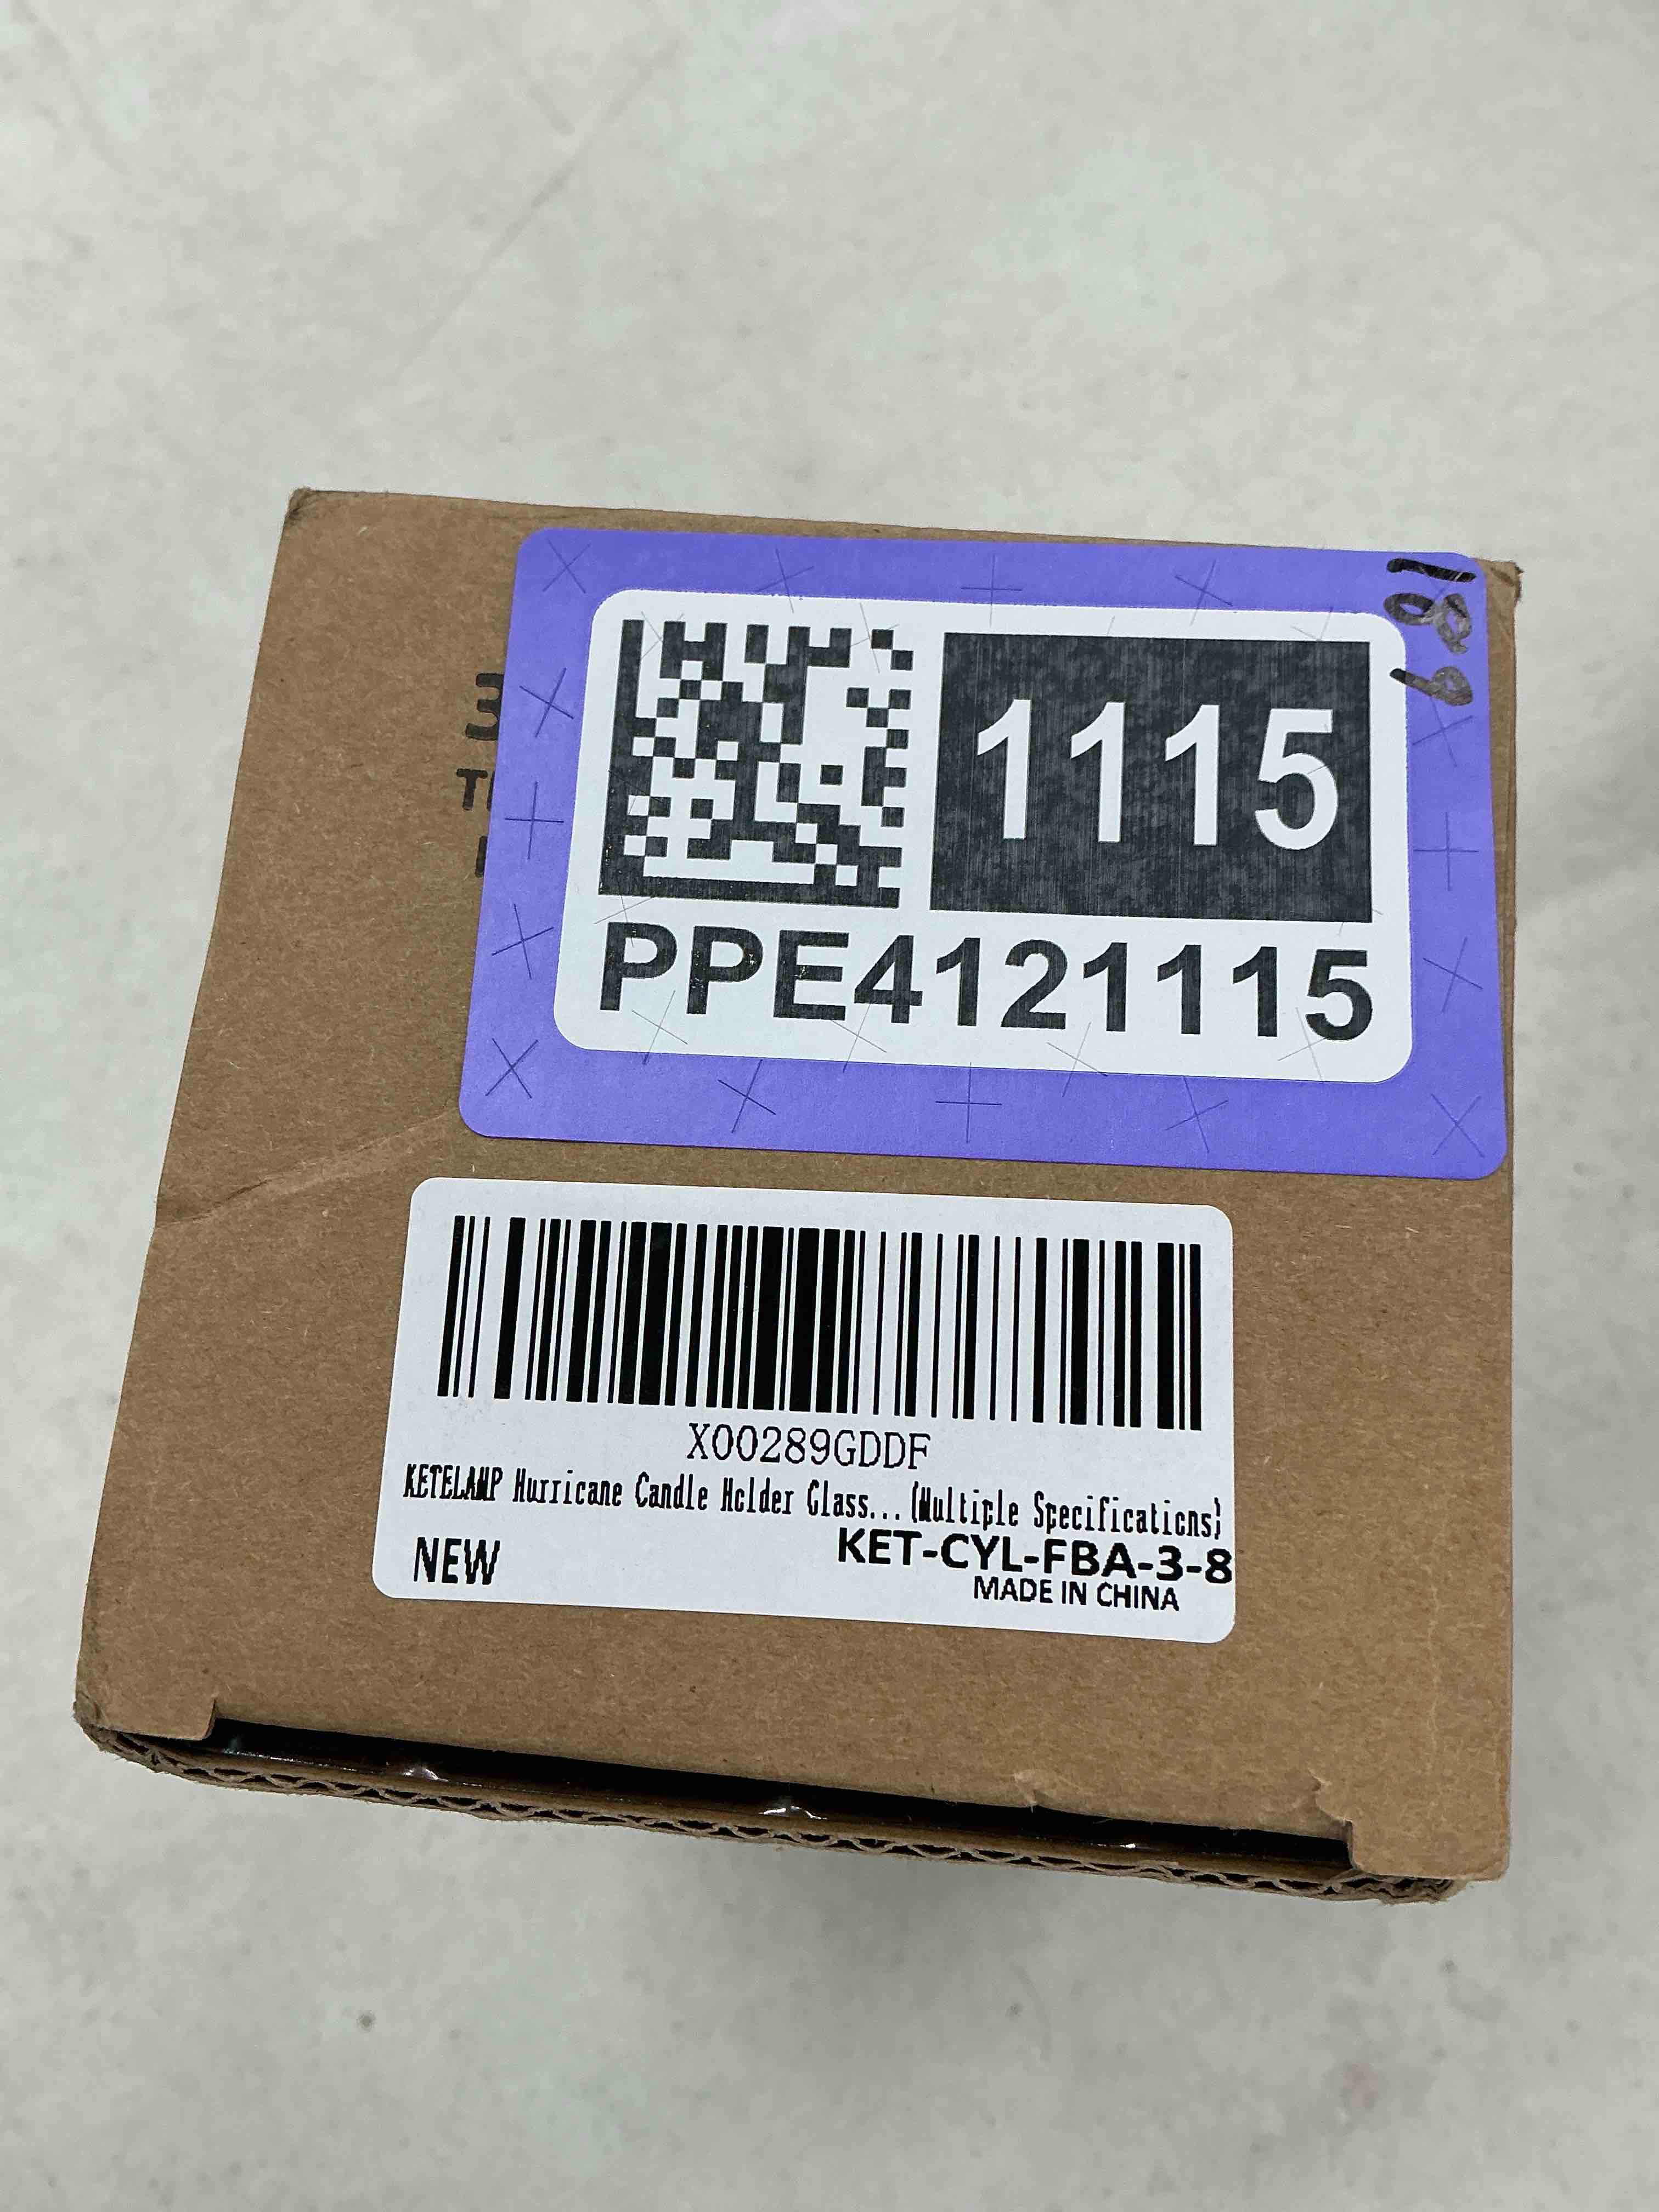 189
1115
PPE4121115
X00289GDDF
KETELAMP Hurricane Candle Holder Glass...(Multiple Specifications)
NEW
KET-CYL-FBA-3-8
MADE IN CHINA